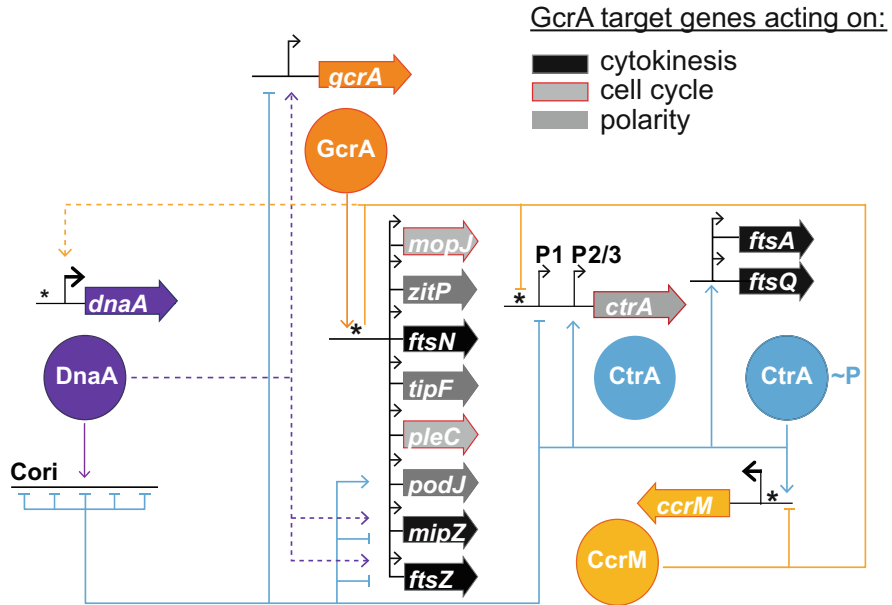 GcrA target genes acting on:
cytokinesis
cell cycle
polarity
gcrA
GcrA
mopJ
zitP
ftsN
tipF
pleC
podJ
mipZ
ftsZ
*
* dnaA
DnaA
Cori
P1 P2/3
* ctrA
CtrA
ftsA
ftsQ
CtrA ~P
ccrM *
CcrM